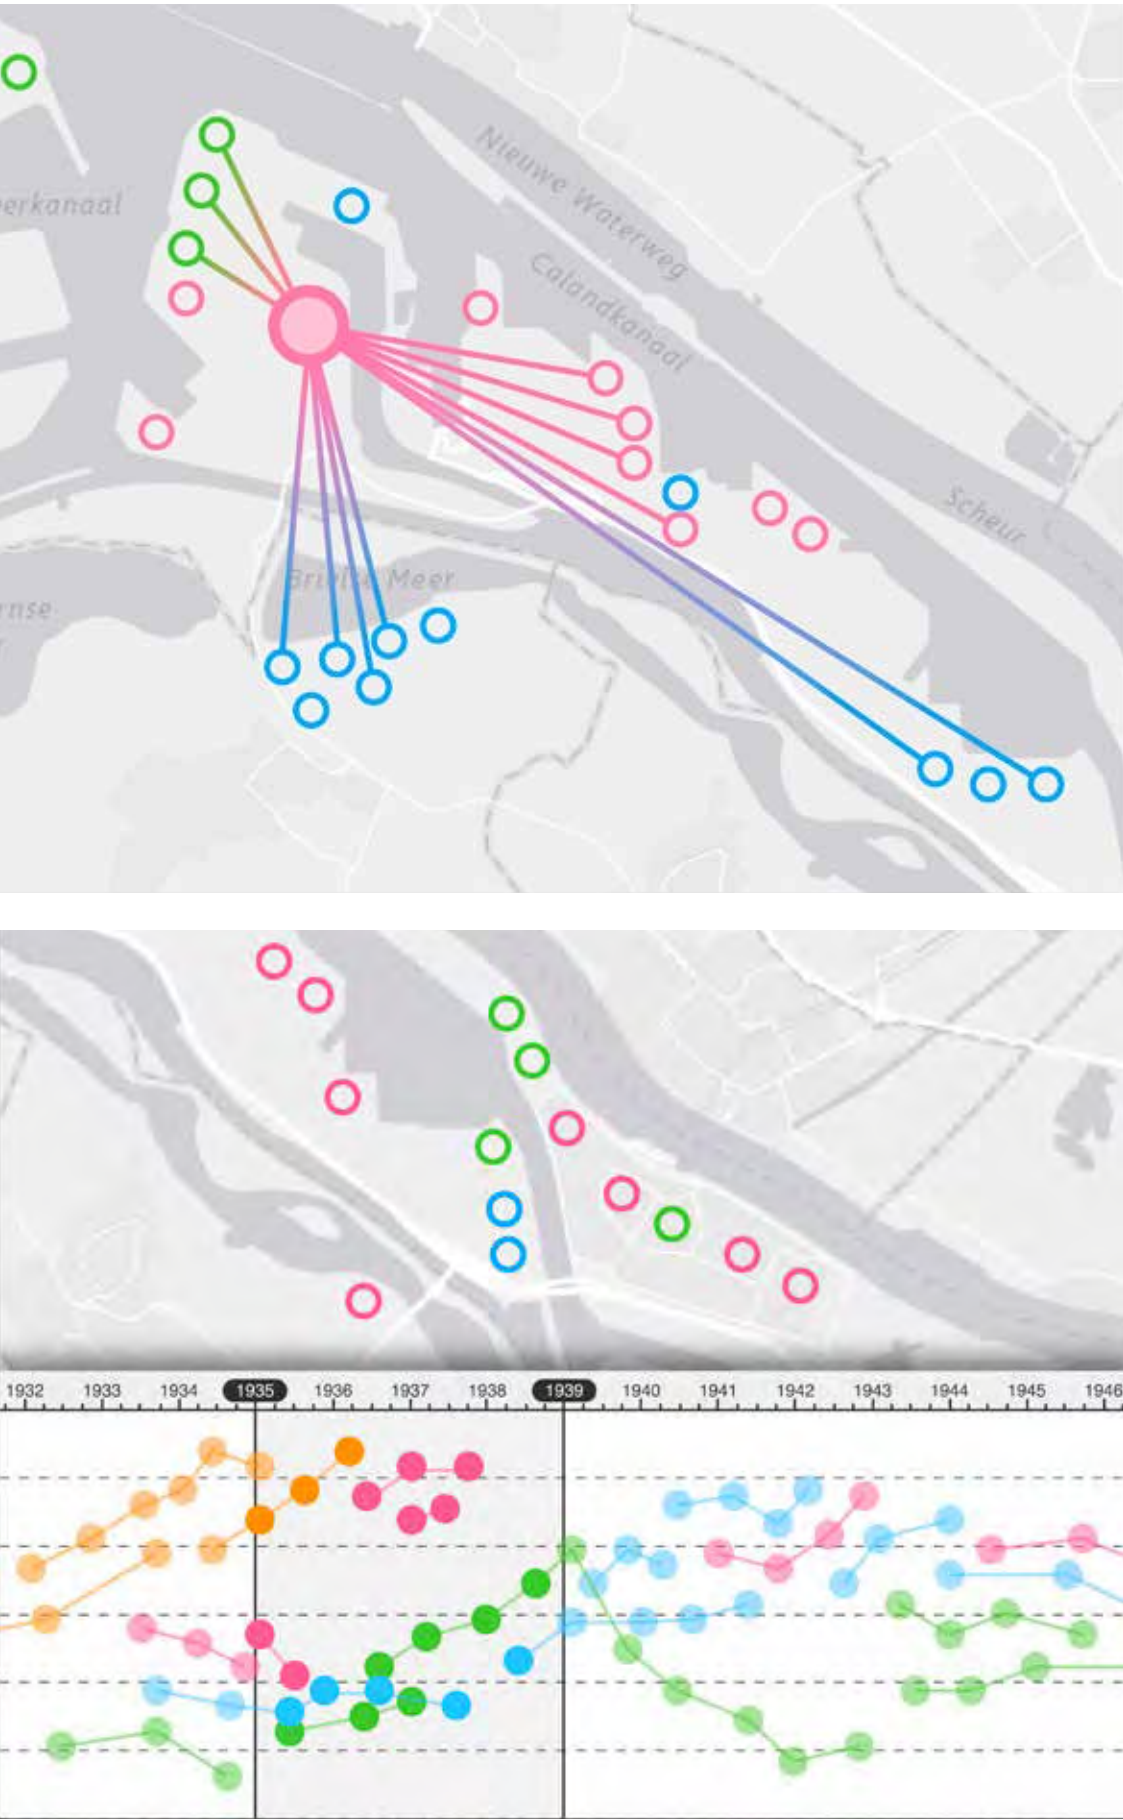 Nieuwe Waterweg
erkanaal
Calandkanaal
Scheur
Brielse Meer
rnse
1932 1933 1934 1935 1936 1937 1938 1939 1940 1941 1942 1943 1944 1945 1946